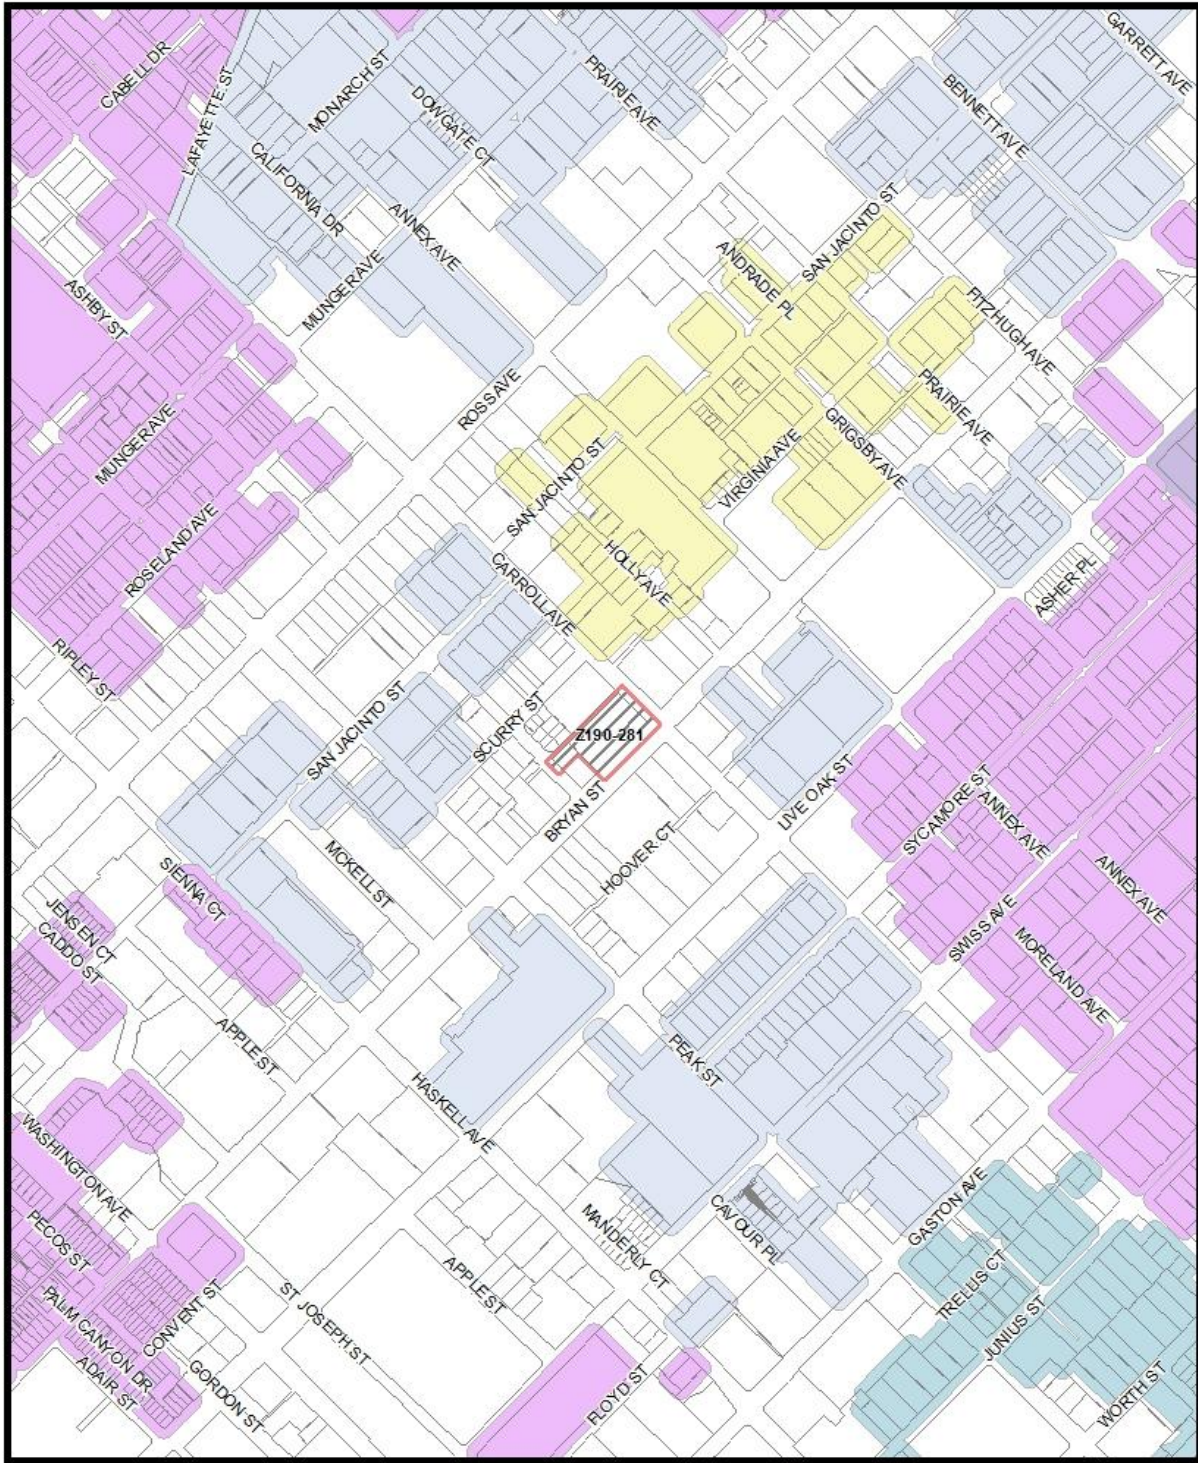 GARRETT AVE
CABELL DR
MONARCH ST
PRAIRIE AVE
BENNETT AVE
LAFAYETTE ST
DOWGATE CT
CALIFORNIA DR
ANNEX AVE
SAN JACINTO ST
MUNGER AVE
ANDRADE PL
ASHBY ST
FITZHUGH AVE
ROSS AVE
PRAIRIE AVE
MUNGER AVE
GRIGSBY AVE
VIRGINIA AVE
SAN JACINTO ST
ROSELAND AVE
HOLLY AVE
CARROLL AVE
ASHER PL
RIPLEY ST
SAN JACINTO ST
SCURRY ST
Z190-281
BRYAN ST
LIVE OAK ST
SYCAMORE ST
ANNEX AVE
HOOVER CT
MCKELL ST
SIENNA CT
ANNEX AVE
JENSEN CT
CADDO ST
SWISS AVE
MORELAND AVE
APPLE ST
PEAK ST
HASKELL AVE
WASHINGTON AVE
GASTON AVE
CAVOUR PL
MANDERLY CT
PECOS ST
APPLE ST
TRELLIS CT
JUNIUS ST
PALM CANYON DR
CONVENT ST
ST JOSEPH ST
ADAIR ST
GORDON ST
FLOYD ST
WORTH ST